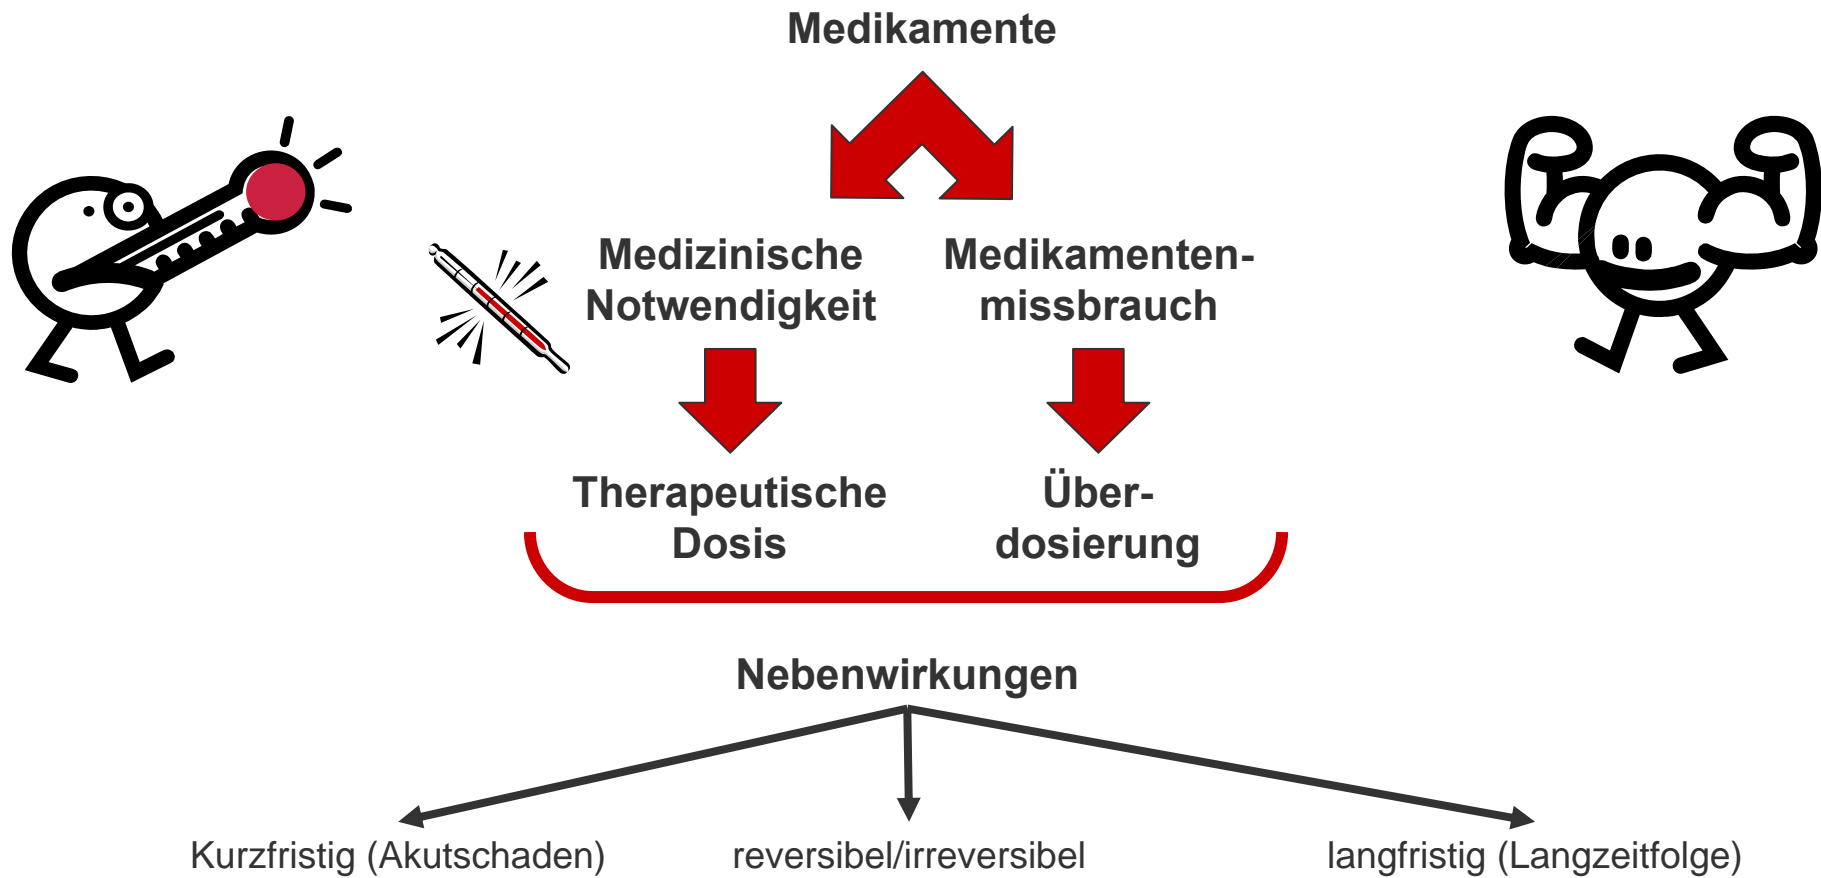 Medikamente
Medizinische
Notwendigkeit
Medikamenten-
missbrauch
Therapeutische
Dosis
Über-
dosierung
Nebenwirkungen
Kurzfristig (Akutschaden)
reversibel/irreversibel
langfristig (Langzeitfolge)